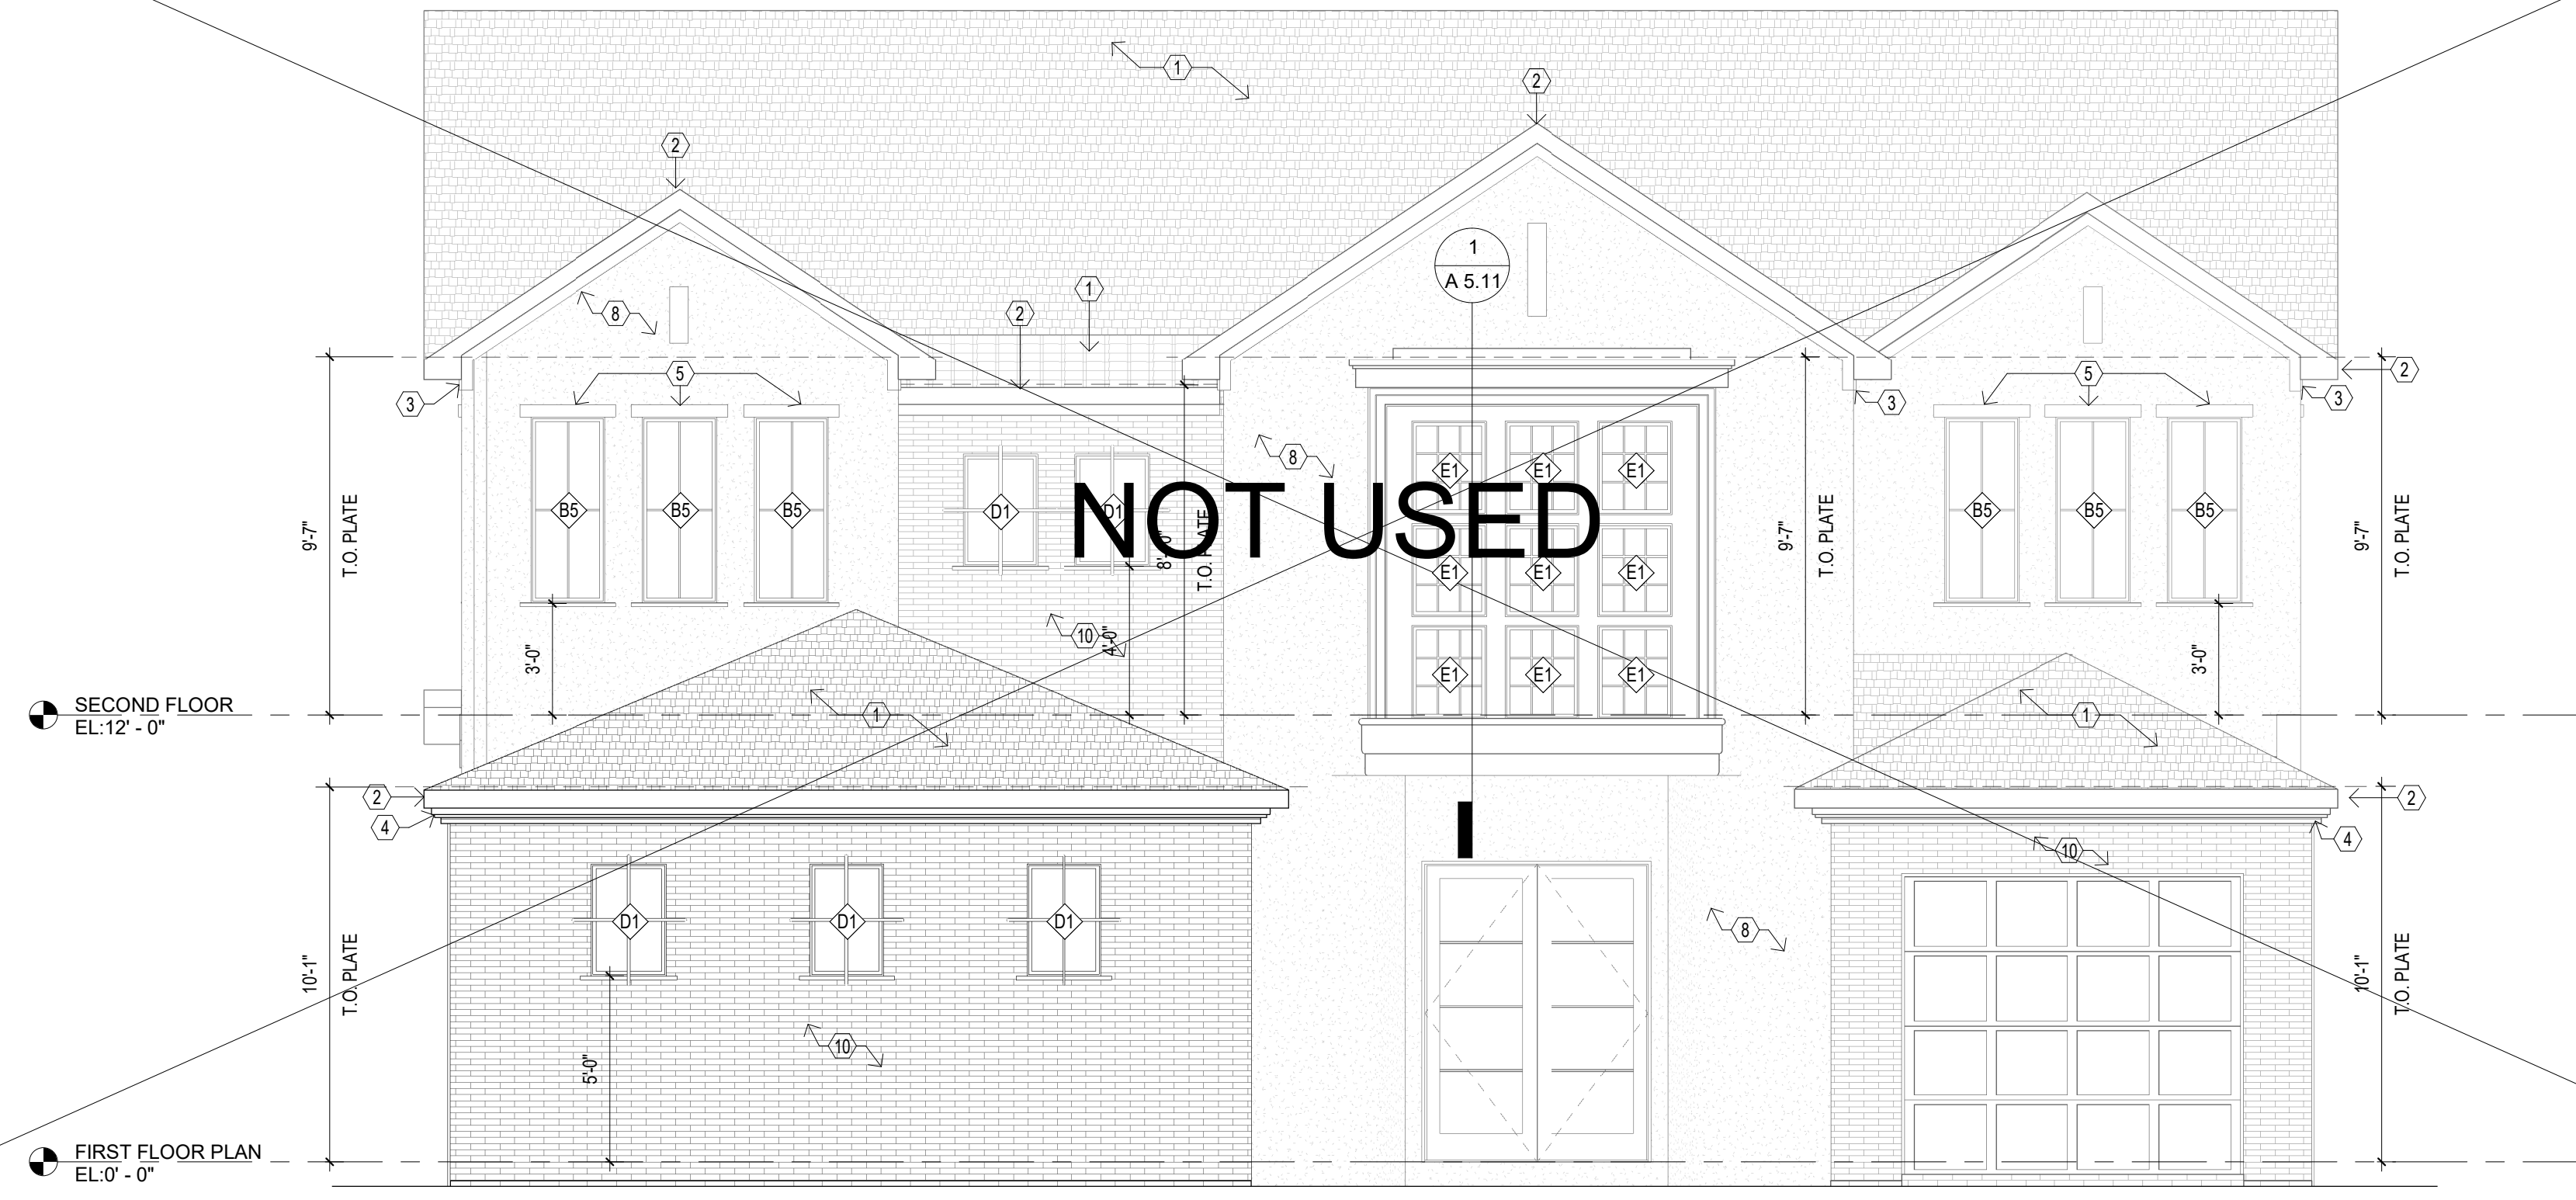 1
2
2
1
A 5.11
1
2
8
5
5
2
3
3
3
8
E1
E1
E1
B5
B5
B5
D1
D1
NOT USED
B5
B5
B5
9'-7"
T.O. PLATE
8'-0"
T.O. PLATE
9'-7"
T.O. PLATE
9'-7"
T.O. PLATE
E1
E1
E1
10
4'-0"
3'-0"
3'-0"
E1
E1
E1
SECOND FLOOR
EL:12' - 0"
1
1
2
2
4
4
10
D1
D1
D1
8
10'-1"
T.O. PLATE
10'-1"
T.O. PLATE
10
5'-0"
FIRST FLOOR PLAN
EL:0' - 0"